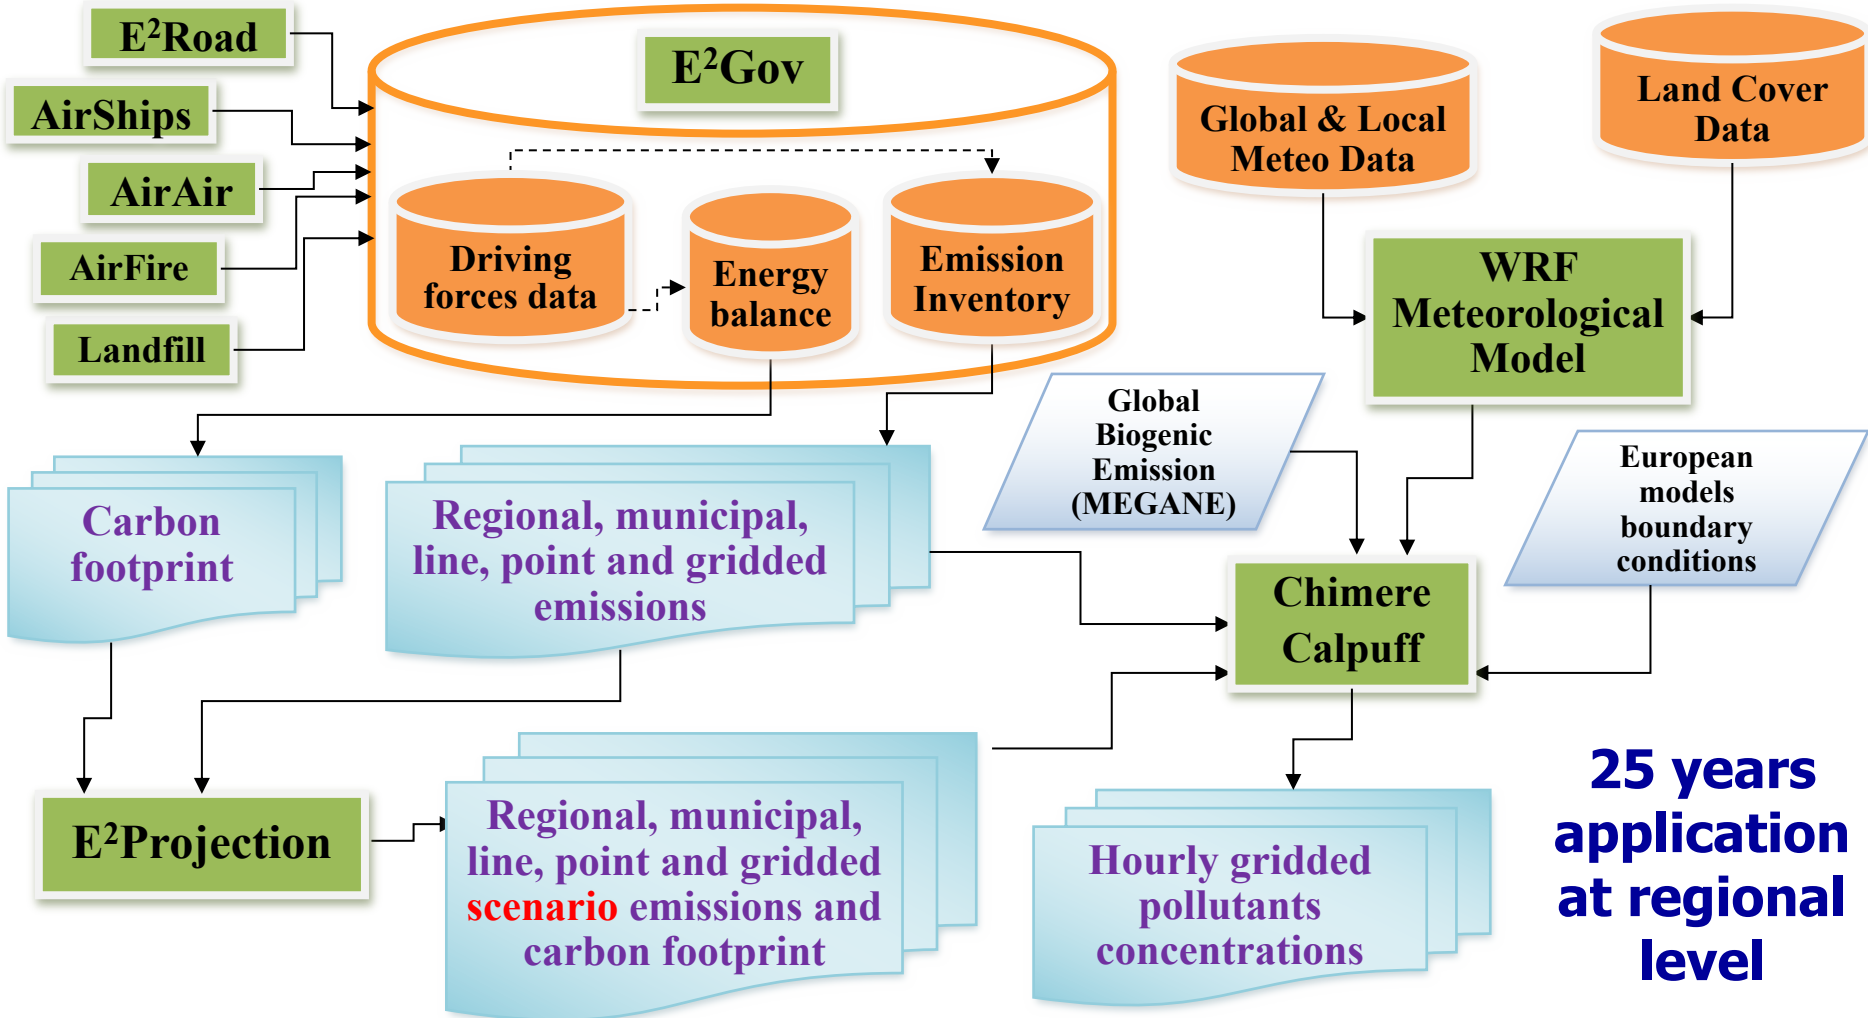 E²Road
AirShips
AirAir
AirFire
Landfill
E²Gov
Driving
forces data
Energy
balance
Emission
Inventory
Global & Local
Meteo Data
Land Cover
Data
WRF
Meteorological
Model
Global
Biogenic
Emission
(MEGANE)
European
models
boundary
conditions
Carbon
footprint
Regional, municipal,
line, point and gridded
emissions
Chimere
Calpuff
E²Projection
Regional, municipal,
line, point and gridded
scenario emissions and
carbon footprint
Hourly gridded
pollutants
concentrations
25 years
application
at regional
level